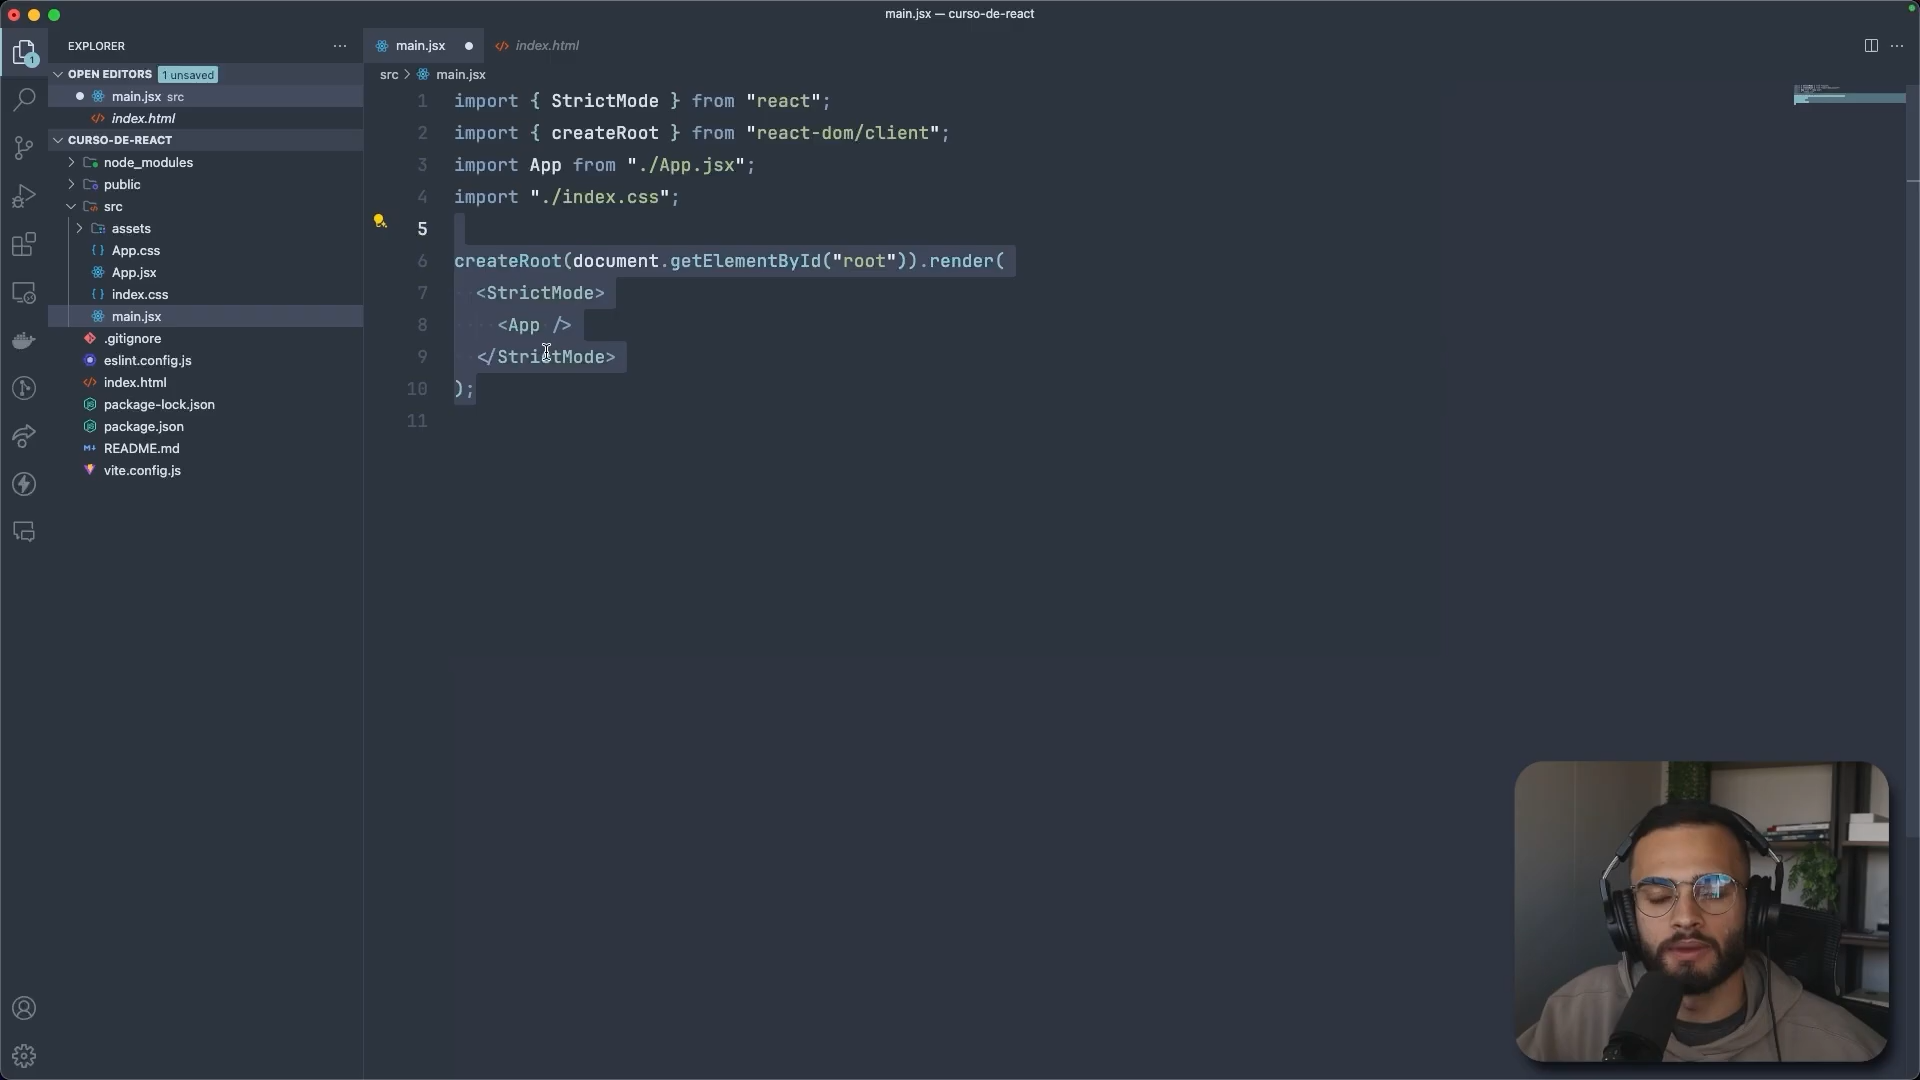 main.jsx — curso-de-react
EXPLORER
main.jsx
index.html
OPEN EDITORS 1 unsaved
src main.jsx
main.jsx src
index.html
CURSO-DE-REACT
node_modules
public
src
assets
App.css
App.jsx
index.css
main.jsx
.gitignore
eslint.config.js
index.html
package-lock.json
package.json
README.md
vite.config.js
1
1 import { StrictMode } from "react";
2 import { createRoot } from "react-dom/client";
3 import App from "./App.jsx";
4 import "./index.css";
5
6 createRoot(document.getElementById("root")).render(
7 <StrictMode>
8 <App />
9 </StrictMode>
10 );
11